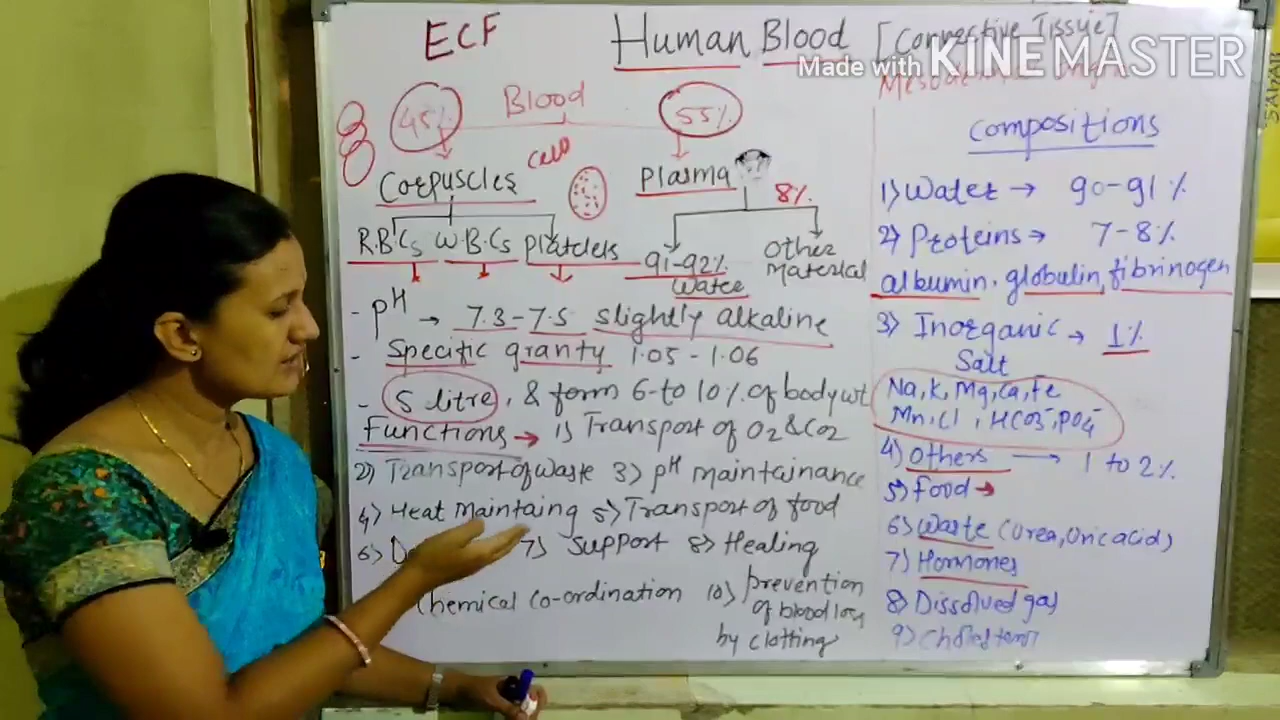 ECF
Human Blood [Connective Tissue]
Made with KINEMASTER
Blood
45%
55%
Corpuscles
cell
Plasma
8%
R.B.Cs W.B.Cs Platelets
91-92% Water
Other material
- pH → 7.3-7.5 slightly alkaline
- Specific granty 1.05 - 1.06
- 5 litre, & form 6-to 10% of body wt
Functions → 1) Transport of O2 & CO2
2) Transport of waste 3) pH maintainance
4) Heat Maintaing 5) Transport of food
6) 7) Support 8) Healing
Chemical co-ordination 10) prevention
of blood loss
by clotting
Compositions
1) Water → 90-91%
2) Proteins → 7-8%
albumin, globulin, fibrinogen
3) Inorganic → 1%
Salt
Na, K, Mg, Ca, Fe
Mn, Cl, HCO3-, PO4-
4) Others → 1 to 2%
5) Food →
6) Waste (Urea, Uric acid)
7) Hormones
8) Dissolved gas
9) Cholesterol